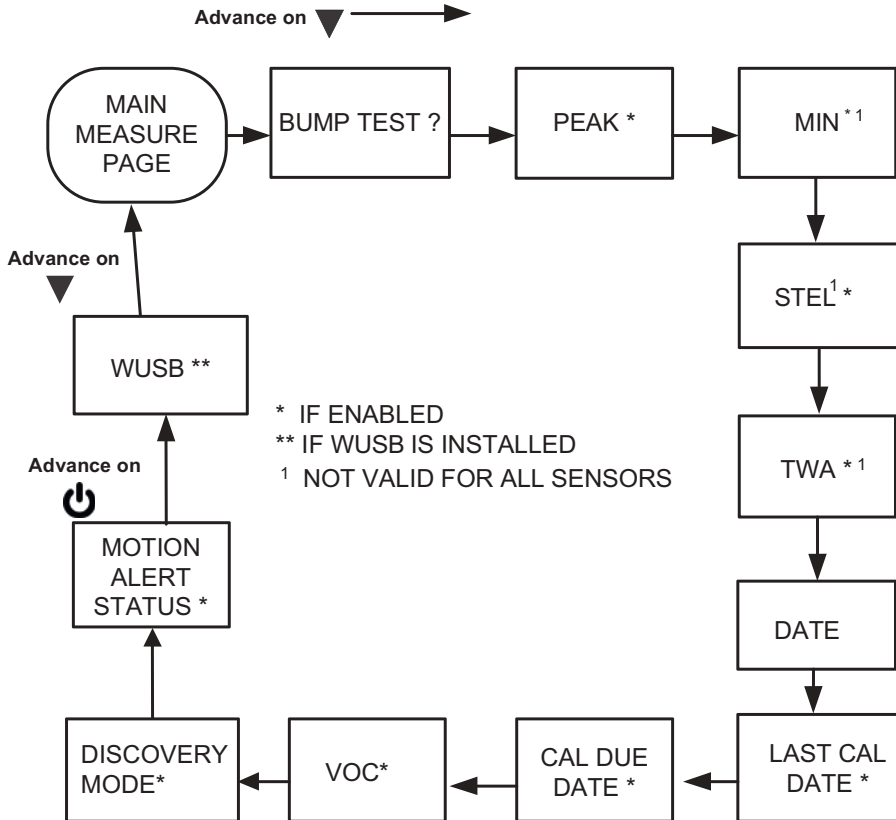 Advance on
MAIN
MEASURE
PAGE
BUMP TEST ?
PEAK *
MIN * 1
STEL1 *
TWA * 1
DATE
LAST CAL
DATE *
CAL DUE
DATE *
VOC*
DISCOVERY
MODE*
MOTION
ALERT
STATUS *
Advance on
WUSB **
Advance on
* IF ENABLED
** IF WUSB IS INSTALLED
1 NOT VALID FOR ALL SENSORS